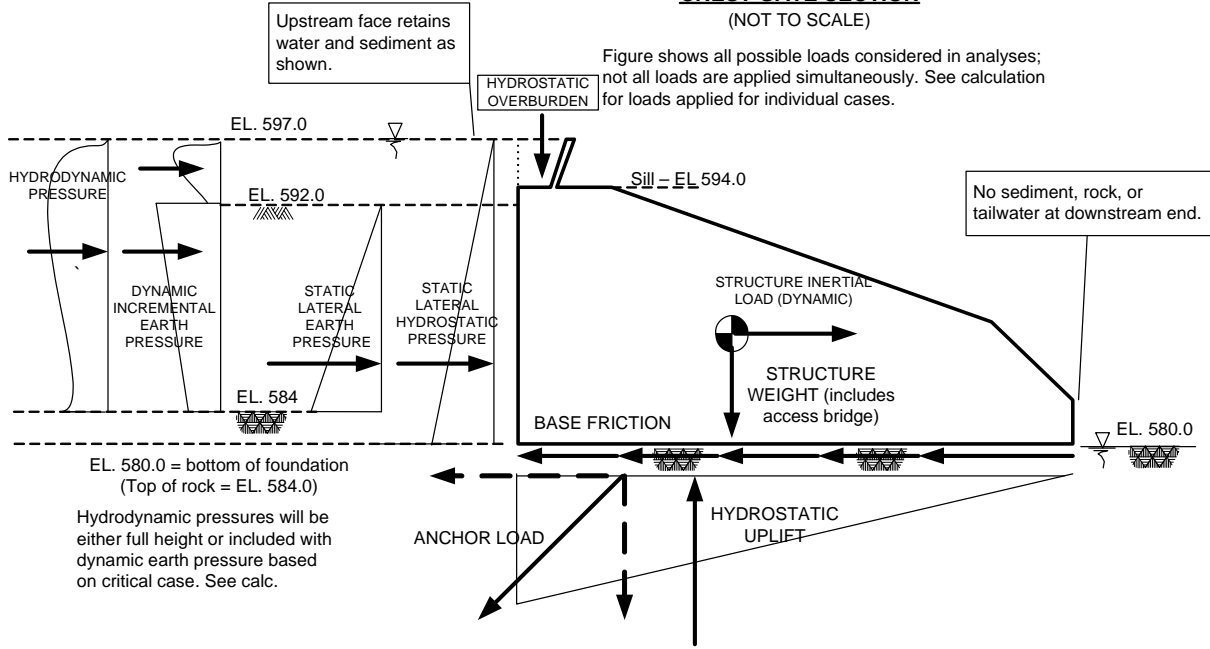 (NOT TO SCALE)
Upstream face retains
water and sediment as
shown.
Figure shows all possible loads considered in analyses;
not all loads are applied simultaneously. See calculation
for loads applied for individual cases.
HYDROSTATIC
OVERBURDEN
EL. 597.0
HYDRODYNAMIC
PRESSURE
EL. 592.0
Sill – EL 594.0
No sediment, rock, or
tailwater at downstream end.
DYNAMIC
INCREMENTAL
EARTH
PRESSURE
STATIC
LATERAL
EARTH
PRESSURE
STATIC
LATERAL
HYDROSTATIC
PRESSURE
STRUCTURE INERTIAL
LOAD (DYNAMIC)
STRUCTURE
WEIGHT (includes
access bridge)
EL. 584
BASE FRICTION
EL. 580.0
EL. 580.0 = bottom of foundation
(Top of rock = EL. 584.0)
Hydrodynamic pressures will be
either full height or included with
dynamic earth pressure based
on critical case. See calc.
ANCHOR LOAD
HYDROSTATIC
UPLIFT